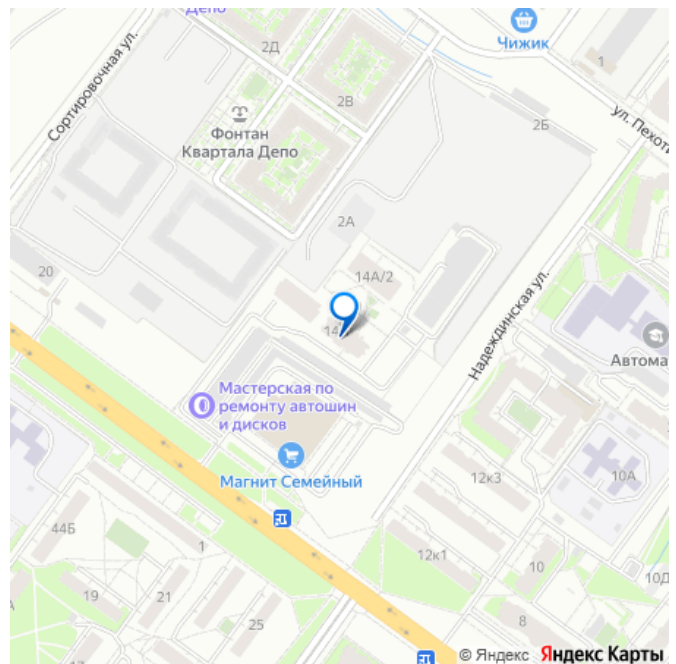 Депо
2Д
Чижик
1
Сортировочная ул.
2В
Фонтан
Квартала Депо
2Б
ул. Пехоти
2А
14А/2
20
14
Надеждинская ул.
Автома
Мастерская по
ремонту автошин
и дисков
Магнит Семейный
12к3
10А
44Б
1
12к1
10
10Д
19
21
25
8
© Яндекс Яндекс Карты